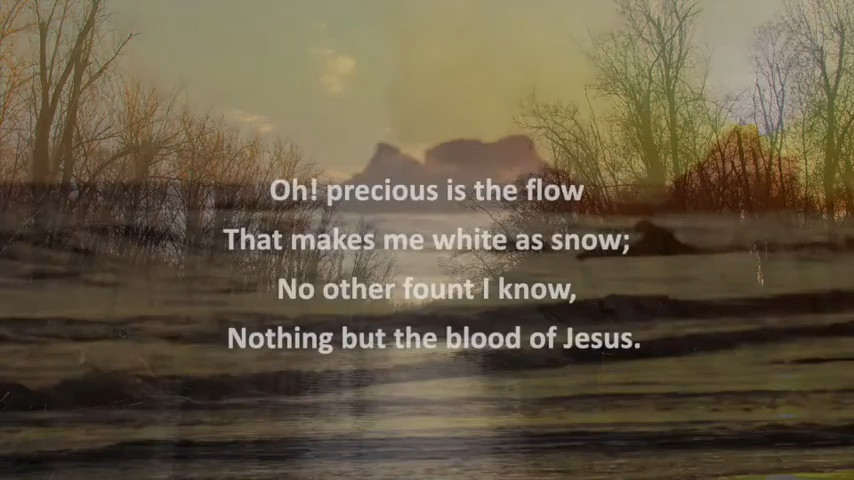 Oh! precious is the flow
That makes me white as snow;
No other fount I know,
Nothing but the blood of Jesus.